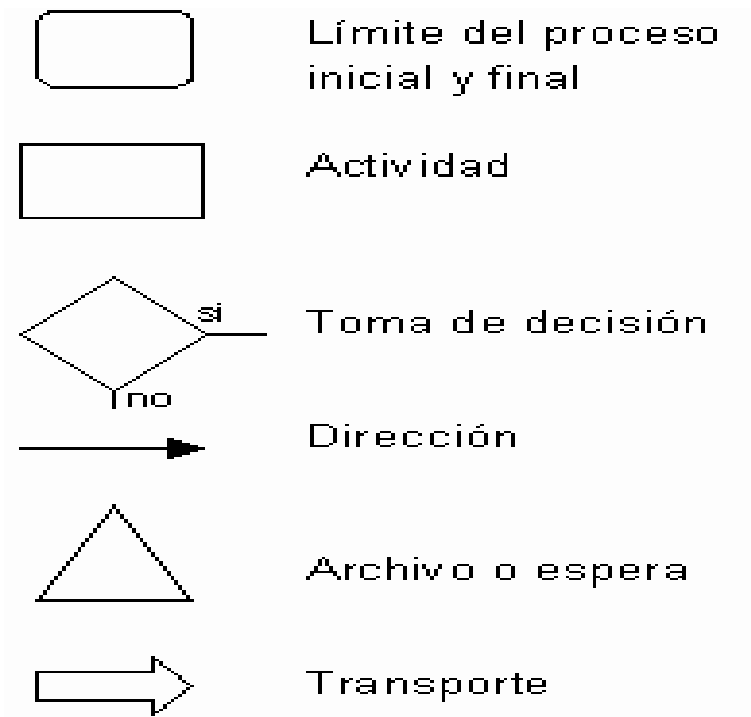 Límite del proceso
inicial y final
Actividad
si
Toma de decisión
no
Dirección
Archivo o espera
Transporte